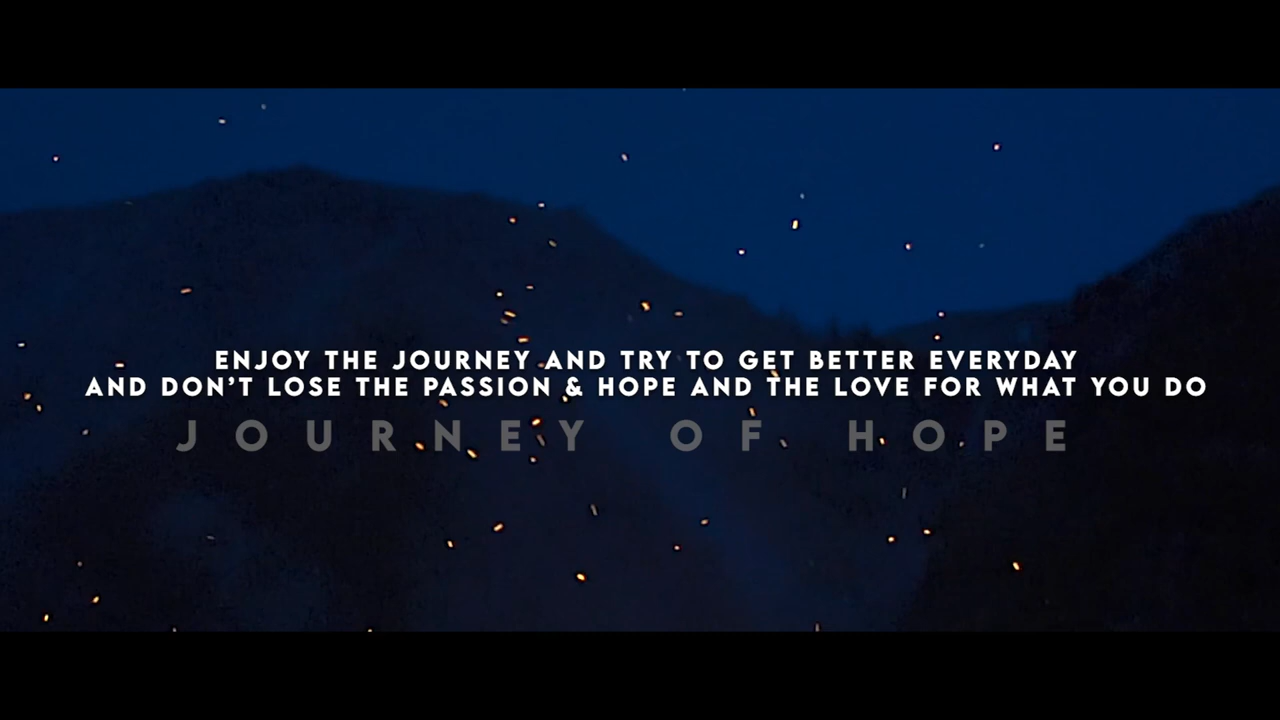 ENJOY THE JOURNEY AND TRY TO GET BETTER EVERYDAY
AND DON’T LOSE THE PASSION & HOPE AND THE LOVE FOR WHAT YOU DO
JOURNEY OF HOPE